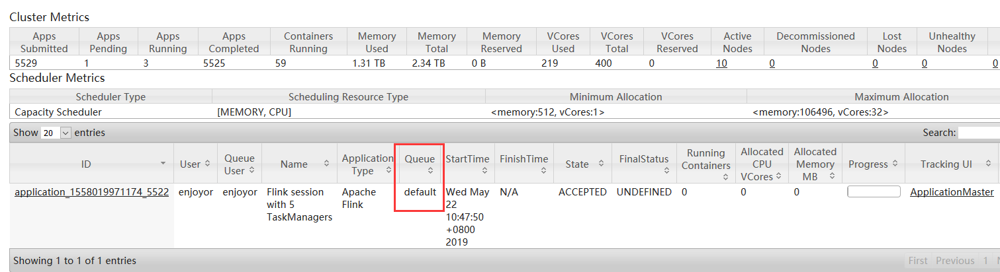 Cluster Metrics
Apps Submitted Apps Pending Apps Running Apps Completed Containers Running Memory Used Memory Total Memory Reserved VCores Used VCores Total VCores Reserved Active Nodes Decommissioned Nodes Lost Nodes Unhealthy Nodes
5529 1 3 5525 59 1.31 TB 2.34 TB 0 B 219 400 0 10 0 0 0 0
Scheduler Metrics
Scheduler Type Scheduling Resource Type Minimum Allocation Maximum Allocation
Capacity Scheduler [MEMORY, CPU] <memory:512, vCores:1> <memory:106496, vCores:32>
Show 20 entries Search:
ID User Queue User Name Application Type Queue StartTime FinishTime State FinalStatus Running Containers Allocated CPU VCores Allocated Memory MB Progress Tracking UI
application_1558019971174_5522 enjoyor enjoyor Flink session with 5 TaskManagers Apache Flink default Wed May 22 10:47:50 +0800 2019 N/A ACCEPTED UNDEFINED 0 0 0 ApplicationMaster
Showing 1 to 1 of 1 entries First Previous 1